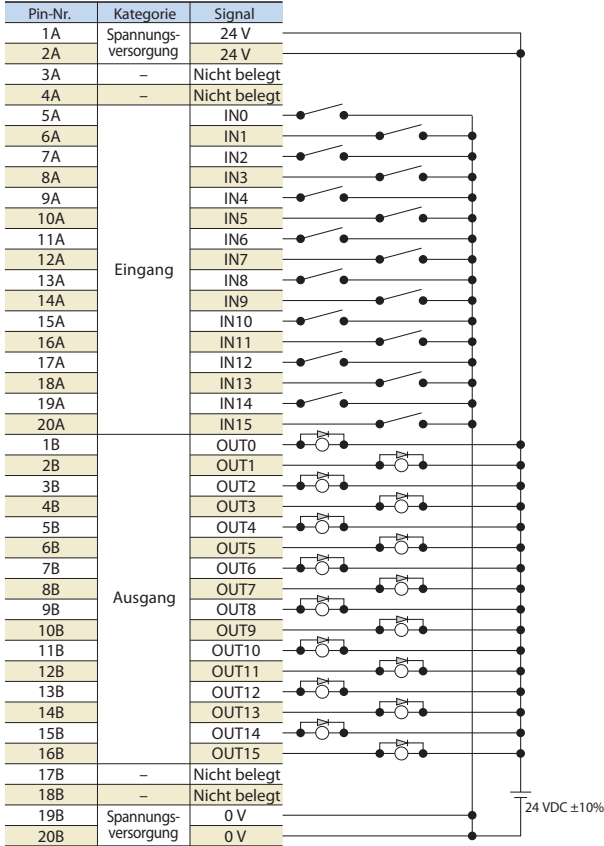 Pin-Nr. Kategorie Signal
1A Spannungs- 24 V
2A versorgung 24 V
3A – Nicht belegt
4A – Nicht belegt
5A IN0
6A IN1
7A IN2
8A IN3
9A IN4
10A IN5
11A IN6
12A Eingang IN7
13A IN8
14A IN9
15A IN10
16A IN11
17A IN12
18A IN13
19A IN14
20A IN15
1B OUT0
2B OUT1
3B OUT2
4B OUT3
5B OUT4
6B OUT5
7B OUT6
8B Ausgang OUT7
9B OUT8
10B OUT9
11B OUT10
12B OUT11
13B OUT12
14B OUT13
15B OUT14
16B OUT15
17B – Nicht belegt
18B – Nicht belegt
24 VDC ±10%
19B Spannungs- 0 V
20B versorgung 0 V